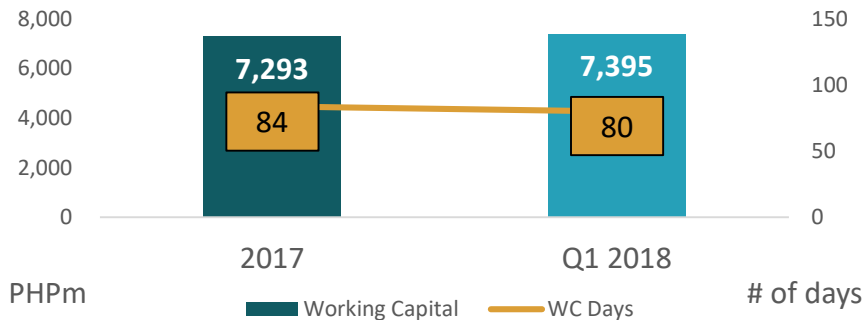 8,000 150
7,293 7,395
6,000 100
4,000 84 80
50
2,000
0 0
2017 Q1 2018
PHPm # of days
Working Capital WC Days